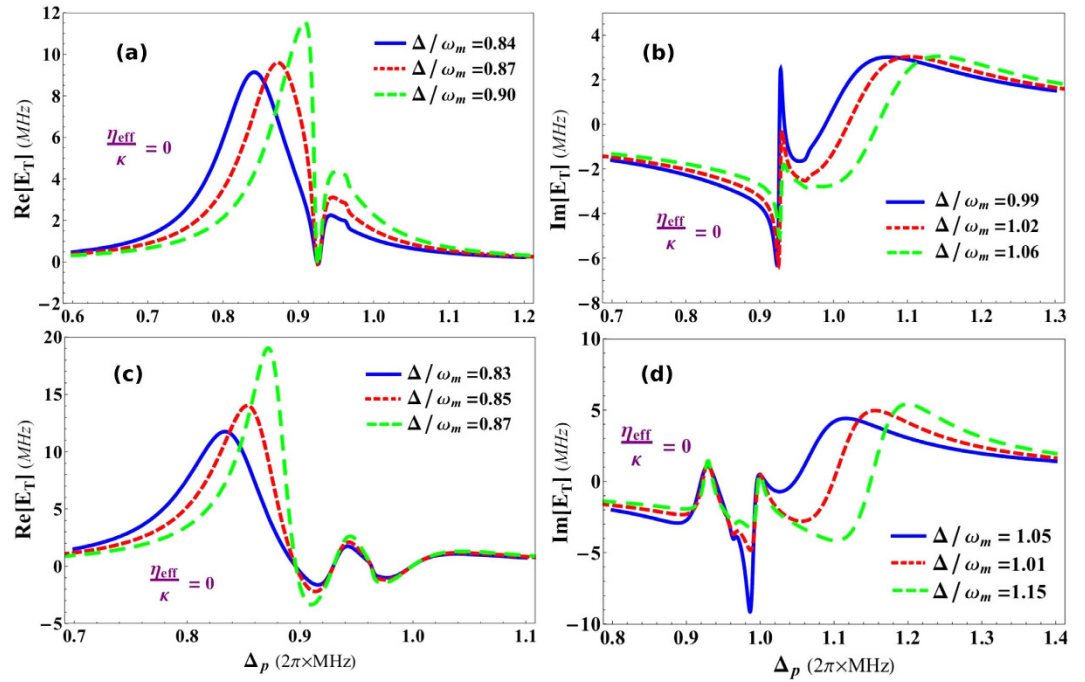 (a)
Δ/ω_m=0.84
Δ/ω_m=0.87
Δ/ω_m=0.90
η_eff/κ = 0
Re[E_T] (MHz)
12
10
8
6
4
2
0
−2
0.6 0.7 0.8 0.9 1.0 1.1 1.2
(b)
Δ/ω_m=0.99
Δ/ω_m=1.02
Δ/ω_m=1.06
η_eff/κ = 0
Im[E_T] (MHz)
4
2
0
−2
−4
−6
−8
0.7 0.8 0.9 1.0 1.1 1.2 1.3
(c)
Δ/ω_m=0.83
Δ/ω_m=0.85
Δ/ω_m=0.87
η_eff/κ = 0
Re[E_T] (MHz)
20
15
10
5
0
−5
0.7 0.8 0.9 1.0 1.1
Δ_p (2π×MHz)
(d)
η_eff/κ = 0
Δ/ω_m = 1.05
Δ/ω_m = 1.01
Δ/ω_m = 1.15
Im[E_T] (MHz)
10
5
0
−5
−10
0.8 0.9 1.0 1.1 1.2 1.3 1.4
Δ_p (2π×MHz)